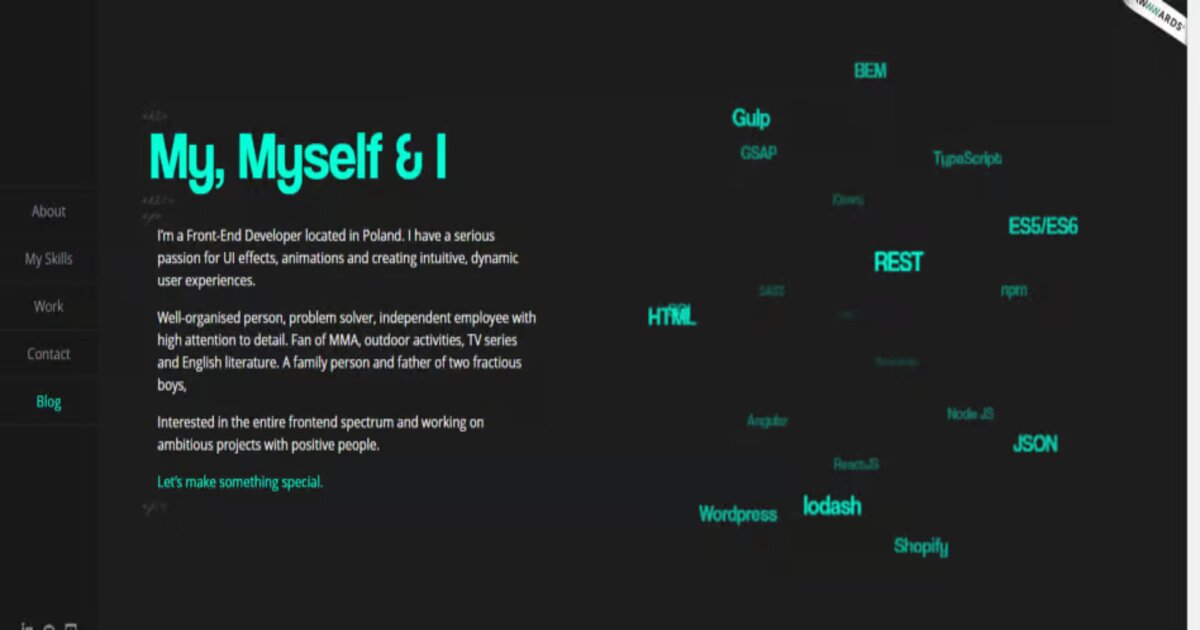 WWARDS
BEM
Gulp
GSAP
TypeScript
jQuery
ES5/ES6
REST
SASS
npm
HTML
My, Myself & I
About
My Skills
Work
Contact
Blog
I'm a Front-End Developer located in Poland. I have a serious
passion for UI effects, animations and creating intuitive, dynamic
user experiences.
Well-organised person, problem solver, independent employee with
high attention to detail. Fan of MMA, outdoor activities, TV series
and English literature. A family person and father of two fractious
boys,
Interested in the entire frontend spectrum and working on
ambitious projects with positive people.
Let's make something special.
Angular
Node JS
JSON
ReactJS
Wordpress
lodash
Shopify